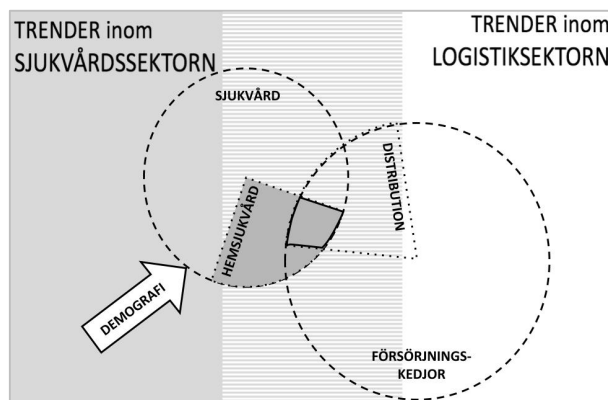 TRENDER inom
SJUKVÅRDSSEKTORN
TRENDER inom
LOGISTIKSEKTORN
SJUKVÅRD
DISTRIBUTION
HEMSJUKVÅRD
DEMOGRAFI
FÖRSÖRJNINGS-
KEDJOR